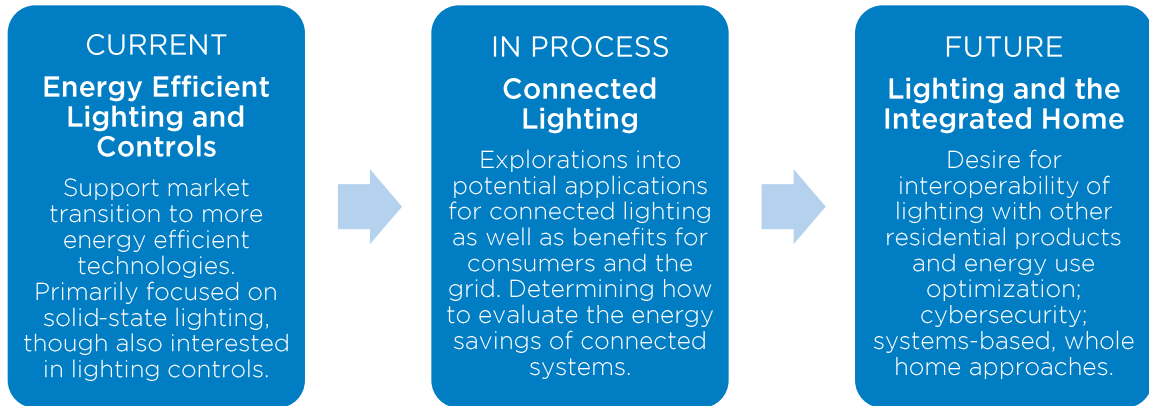 CURRENT
Energy Efficient
Lighting and
Controls
Support market
transition to more
energy efficient
technologies.
Primarily focused on
solid-state lighting,
though also interested
in lighting controls.
IN PROCESS
Connected
Lighting
Explorations into
potential applications
for connected lighting
as well as benefits for
consumers and the
grid. Determining how
to evaluate the energy
savings of connected
systems.
FUTURE
Lighting and the
Integrated Home
Desire for
interoperability of
lighting with other
residential products
and energy use
optimization;
cybersecurity;
systems-based, whole
home approaches.